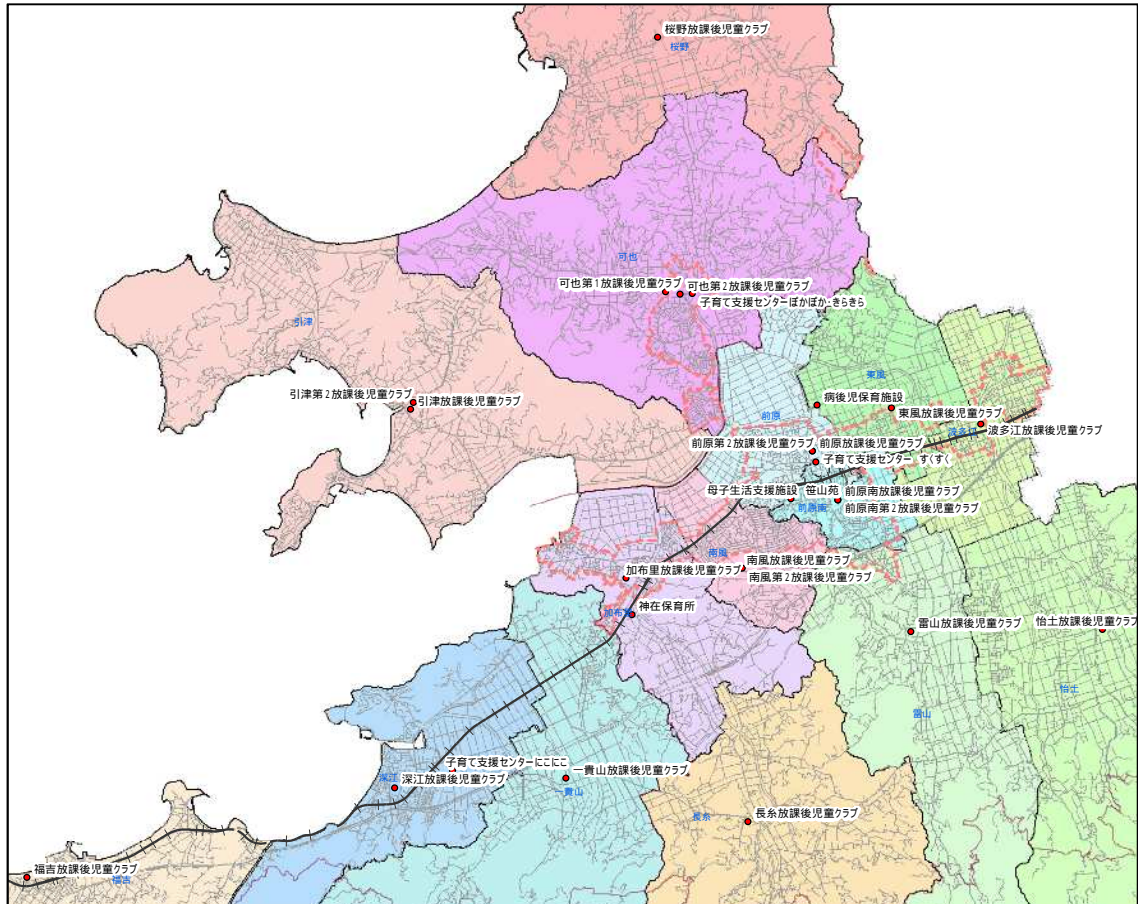 桜野放課後児童クラブ
桜野
可也
可也第1放課後児童クラブ
可也第2放課後児童クラブ
子育て支援センターぽかぽか・きらきら
引津
引津第2放課後児童クラブ
引津放課後児童クラブ
東風
病後児保育施設
東風放課後児童クラブ
前原
波多江放課後児童クラブ
前原第2放課後児童クラブ
前原放課後児童クラブ
子育て支援センター すくすく
母子生活支援施設 笹山苑
前原南放課後児童クラブ
前原南
前原南第2放課後児童クラブ
南風
南風放課後児童クラブ
加布里放課後児童クラブ
南風第2放課後児童クラブ
加布里
神在保育所
雷山放課後児童クラブ
怡土放課後児童クラブ
怡土
雷山
子育て支援センターにこにこ
深江
深江放課後児童クラブ
一貴山放課後児童クラブ
貴山
長糸
長糸放課後児童クラブ
福吉放課後児童クラブ
福吉